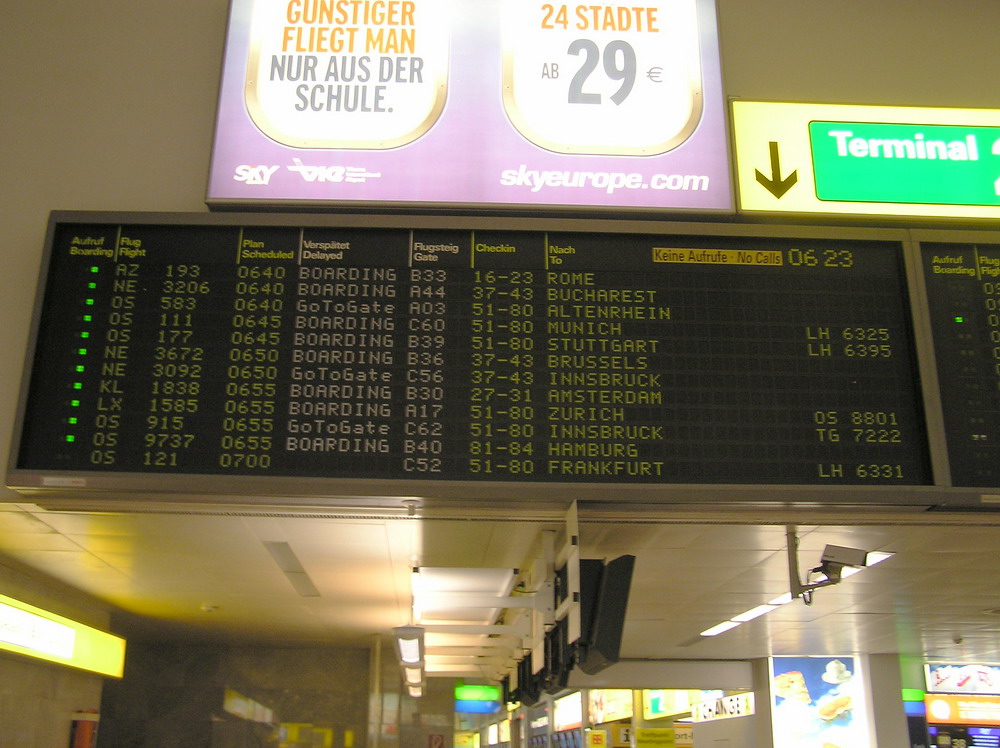 GÜNSTIGER
FLIEGT MAN
NUR AUS DER
SCHULE.
24 STÄDTE
AB 29 €
SKY
skyeurope.com
Terminal
Aufruf Boarding Flug Flight Plan Scheduled Verspätet Delayed Flugsteig Gate Checkin Nach To Keine Aufrufe · No Calls 06 23
AZ 193 0640 BOARDING B33 16-23 ROME
NE 3206 0640 BOARDING A44 37-43 BUCHAREST
OS 583 0640 GoToGate A03 51-80 ALTENRHEIN
OS 111 0645 BOARDING C60 51-80 MUNICH LH 6325
OS 177 0645 BOARDING B39 51-80 STUTTGART LH 6395
NE 3672 0650 BOARDING B36 37-43 BRUSSELS
NE 3092 0650 GoToGate C56 37-43 INNSBRUCK
KL 1838 0655 BOARDING B30 27-31 AMSTERDAM
LX 1585 0655 BOARDING A17 51-80 ZURICH OS 8801
OS 915 0655 GoToGate C62 51-80 INNSBRUCK TG 7222
OS 9737 0655 BOARDING B40 81-84 HAMBURG
OS 121 0700 C52 51-80 FRANKFURT LH 6331
Aufruf
Boarding